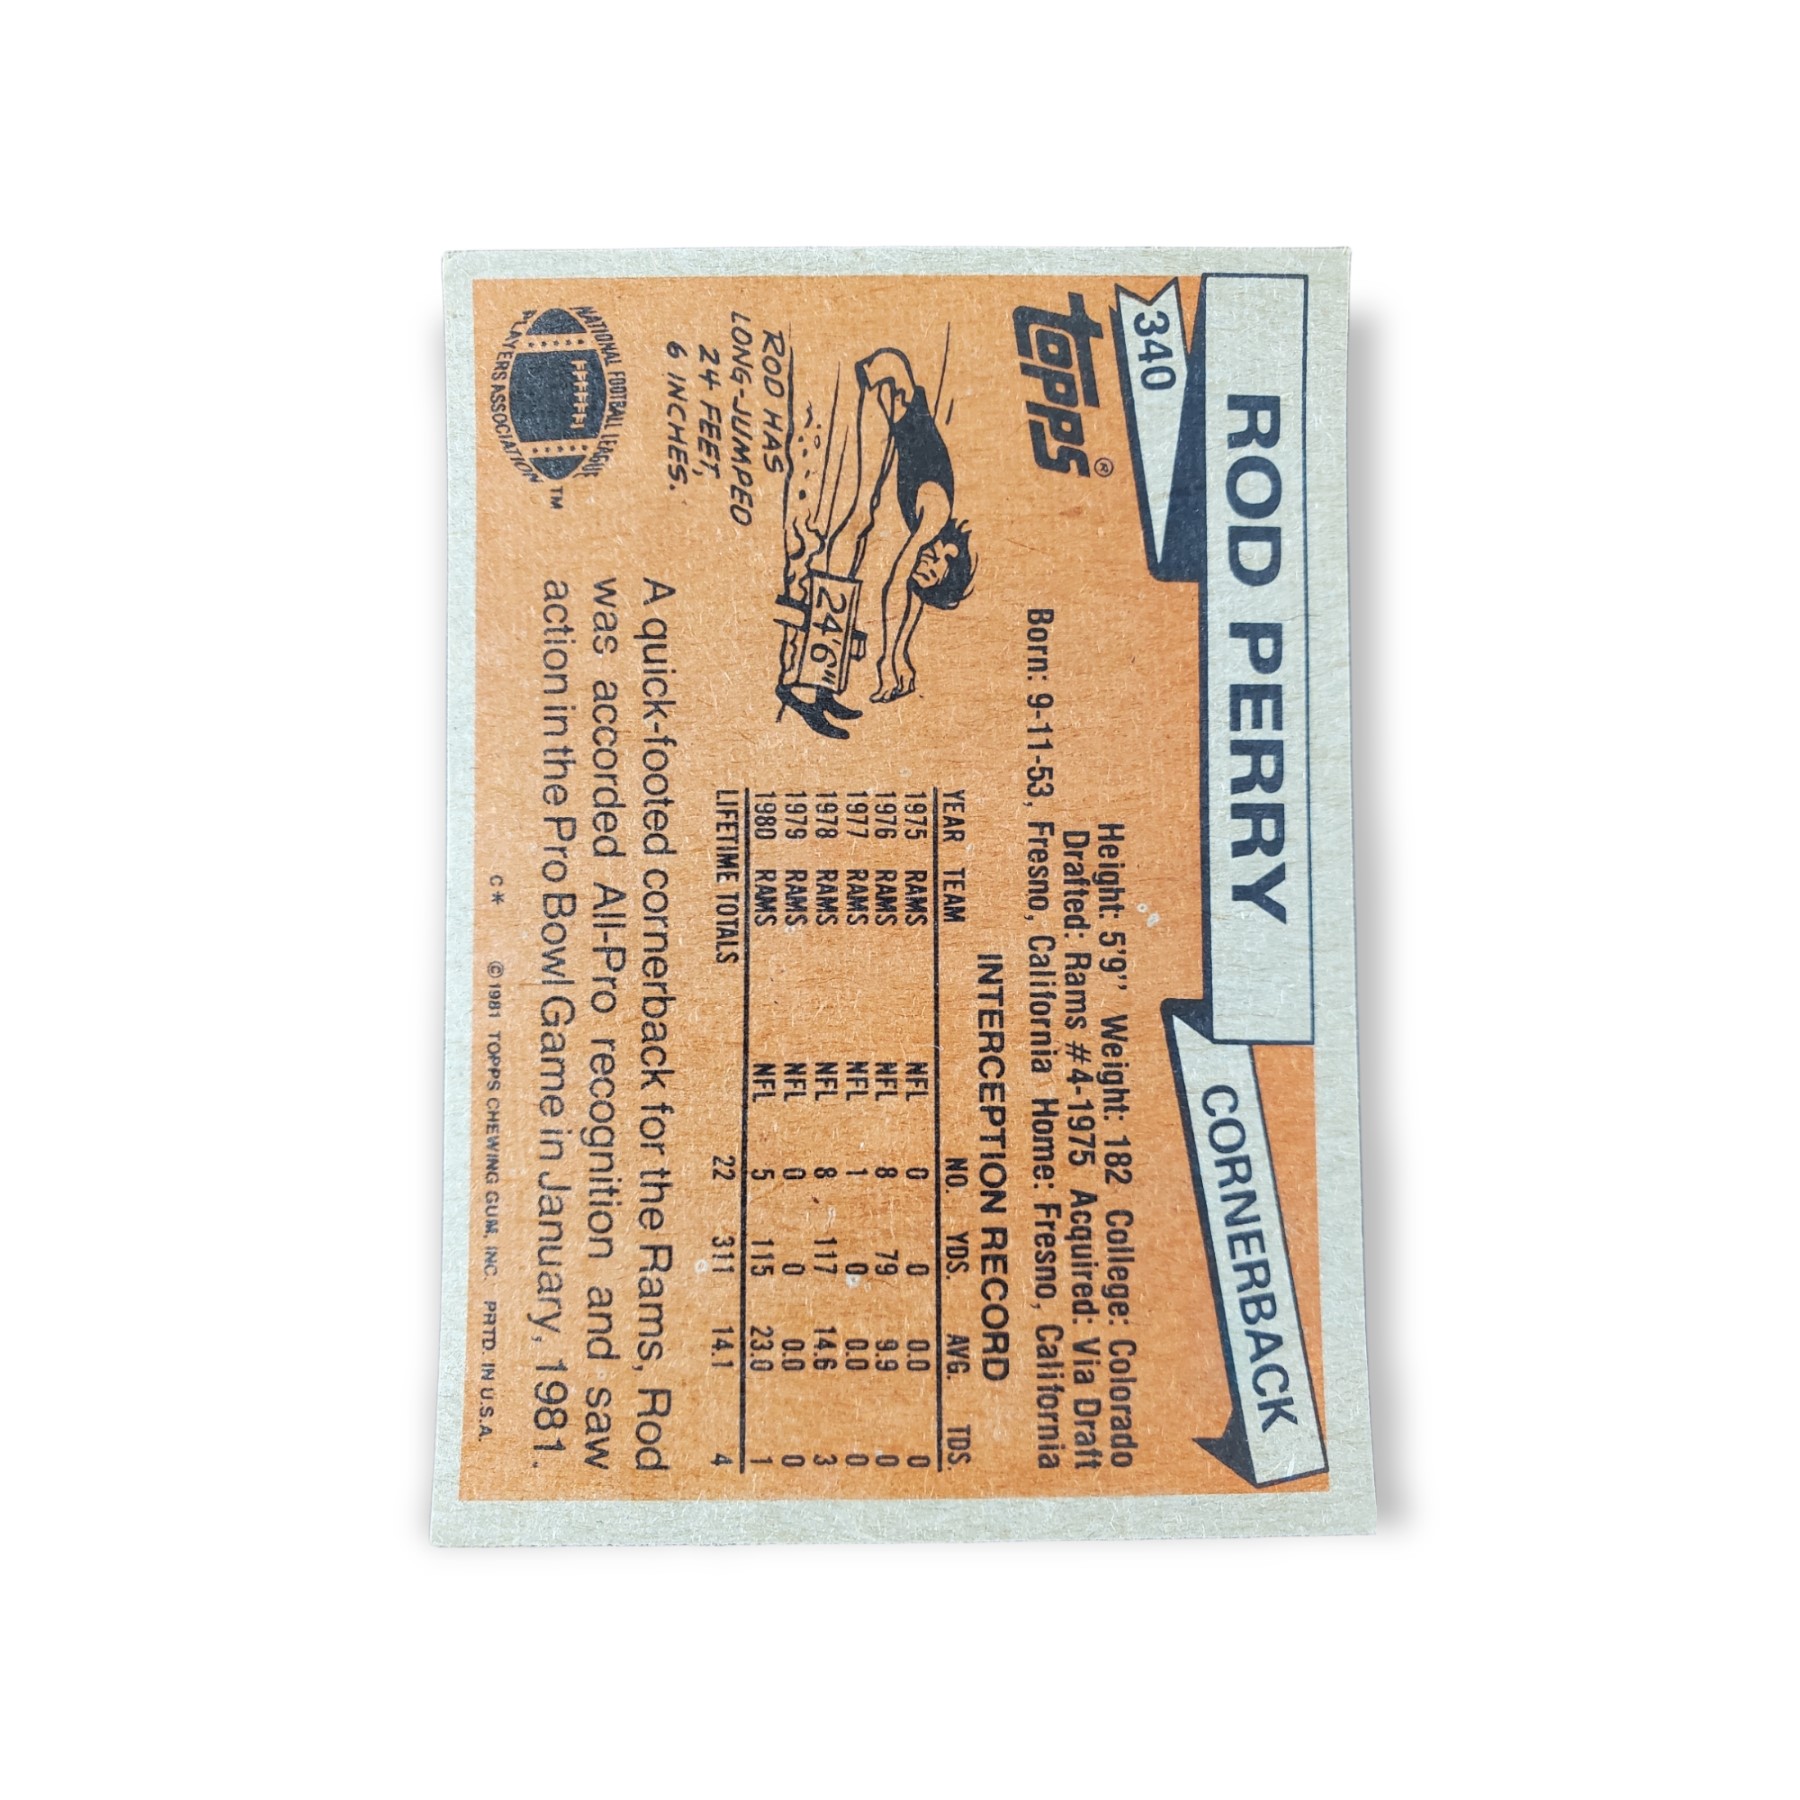 340
ROD PERRY
CORNERBACK
topps®
Height: 5'9" Weight: 182 College: Colorado
Drafted: Rams #4-1975 Acquired: Via Draft
Born: 9-11-53, Fresno, California Home: Fresno, California
INTERCEPTION RECORD
YEAR TEAM NO. YDS. AVG. TDS.
1975 RAMS NFL 0 0 0.0 0
1976 RAMS NFL 8 79 9.9 0
1977 RAMS NFL 1 0 0.0 0
1978 RAMS NFL 8 117 14.6 3
1979 RAMS NFL 0 0 0.0 0
1980 RAMS NFL 5 115 23.0 1
LIFETIME TOTALS 22 311 14.1 4
24'6"
ROD HAS
LONG-JUMPED
24 FEET,
6 INCHES.
A quick-footed cornerback for the Rams, Rod
was accorded All-Pro recognition and saw
action in the Pro Bowl Game in January, 1981.
NATIONAL FOOTBALL LEAGUE
PLAYERS ASSOCIATION
TM
C* ©1981 TOPPS CHEWING GUM, INC. PRTD. IN U.S.A.